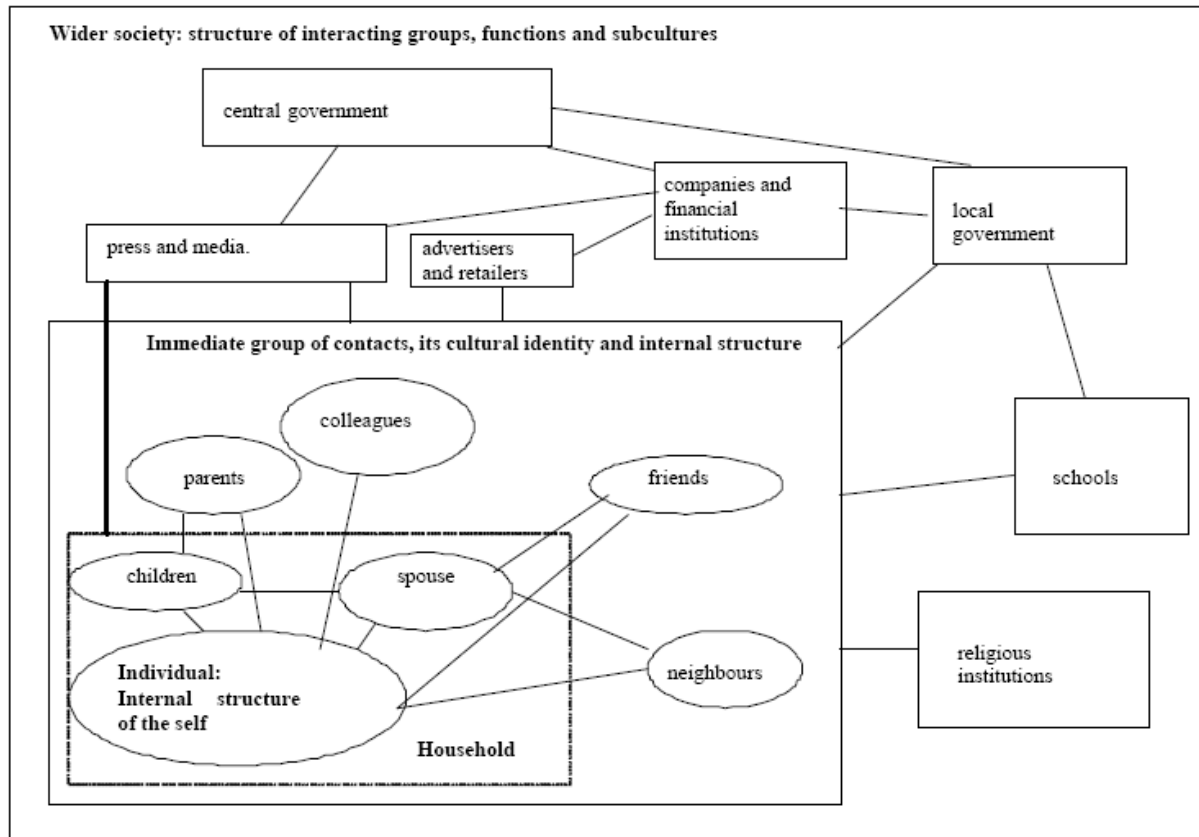 Wider society: structure of interacting groups, functions and subcultures
central government
companies and
financial
institutions
local
government
press and media.
advertisers
and retailers
Immediate group of contacts, its cultural identity and internal structure
colleagues
parents
friends
schools
children
spouse
Individual:
Internal structure
of the self
neighbours
religious
institutions
Household